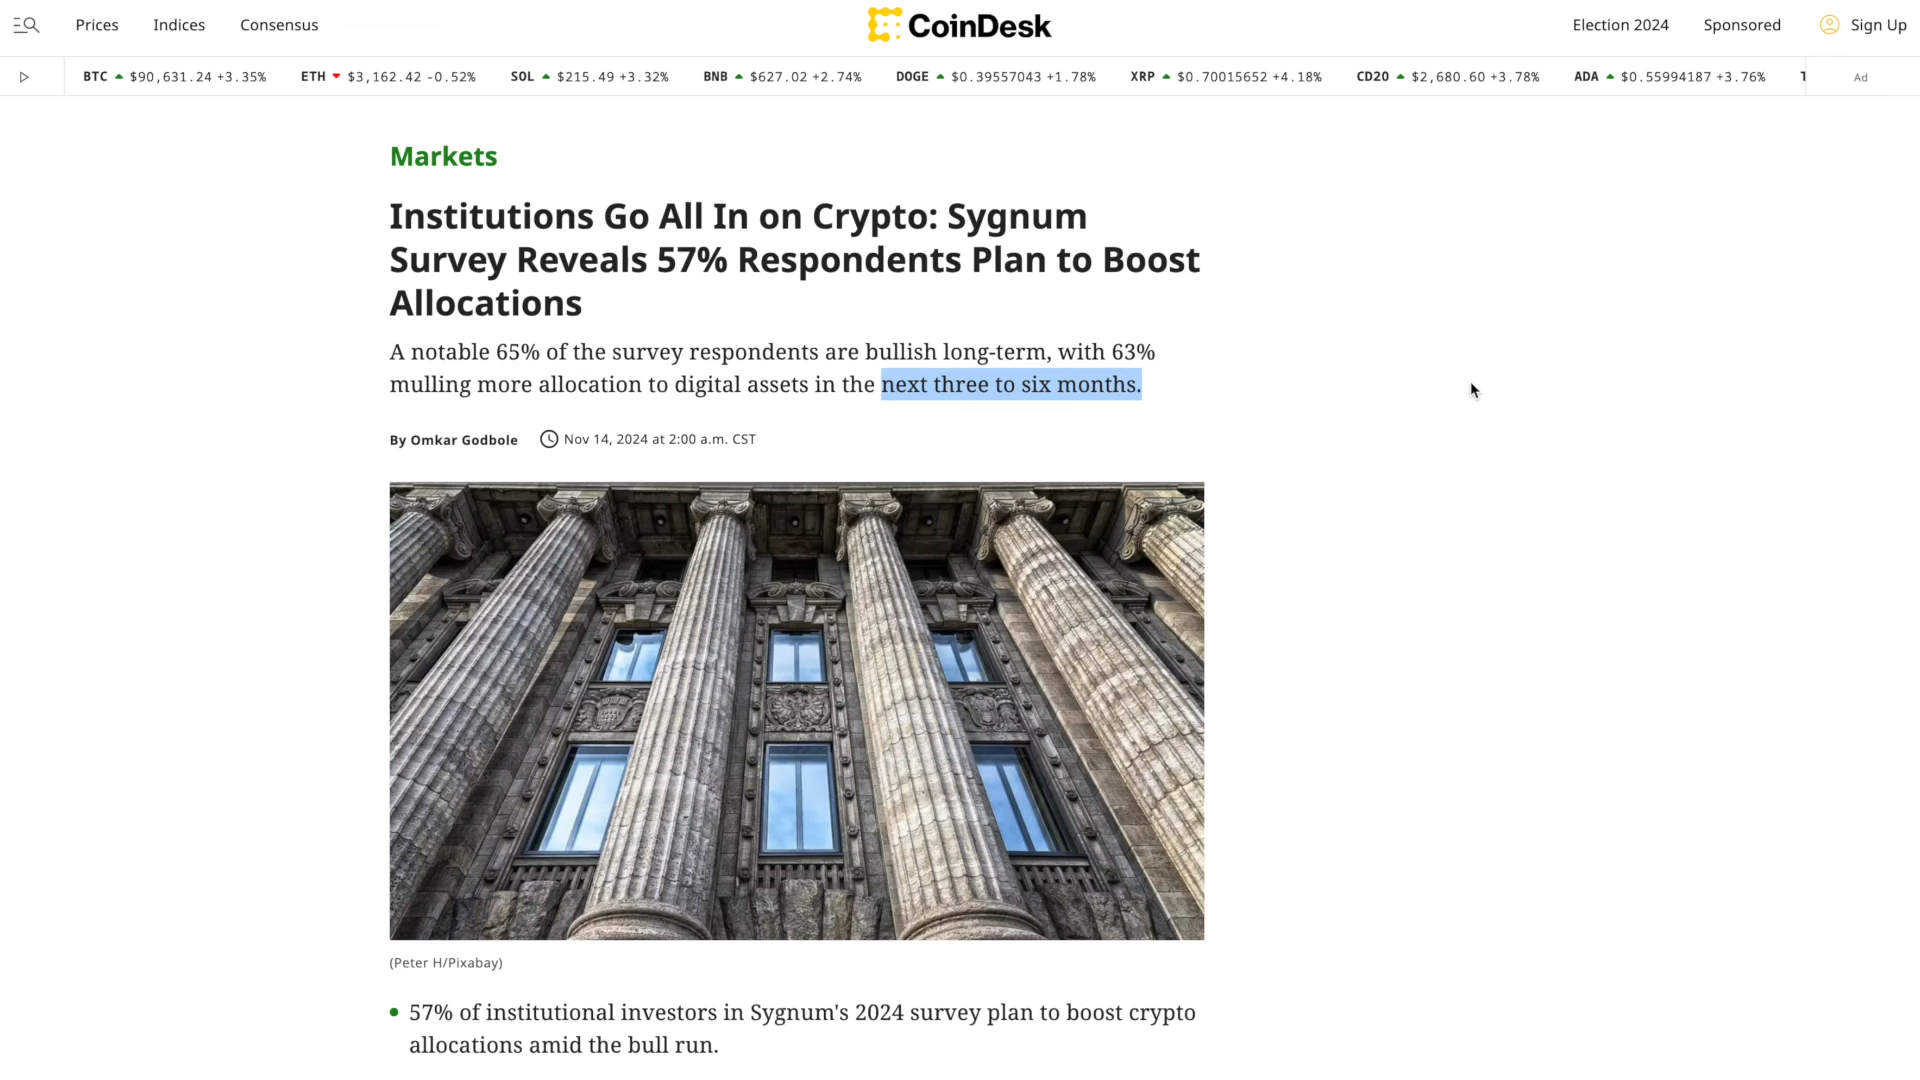 Prices Indices Consensus CoinDesk Election 2024 Sponsored Sign Up
BTC $90,631.24 +3.35% ETH $3,162.42 -0.52% SOL $215.49 +3.32% BNB $627.02 +2.74% DOGE $0.39557043 +1.78% XRP $0.70015652 +4.18% CD20 $2,680.60 +3.78% ADA $0.55994187 +3.76% Ad
Markets
Institutions Go All In on Crypto: Sygnum
Survey Reveals 57% Respondents Plan to Boost
Allocations
A notable 65% of the survey respondents are bullish long-term, with 63%
mulling more allocation to digital assets in the next three to six months.
By Omkar Godbole Nov 14, 2024 at 2:00 a.m. CST
(Peter H/Pixabay)
57% of institutional investors in Sygnum's 2024 survey plan to boost crypto
allocations amid the bull run.